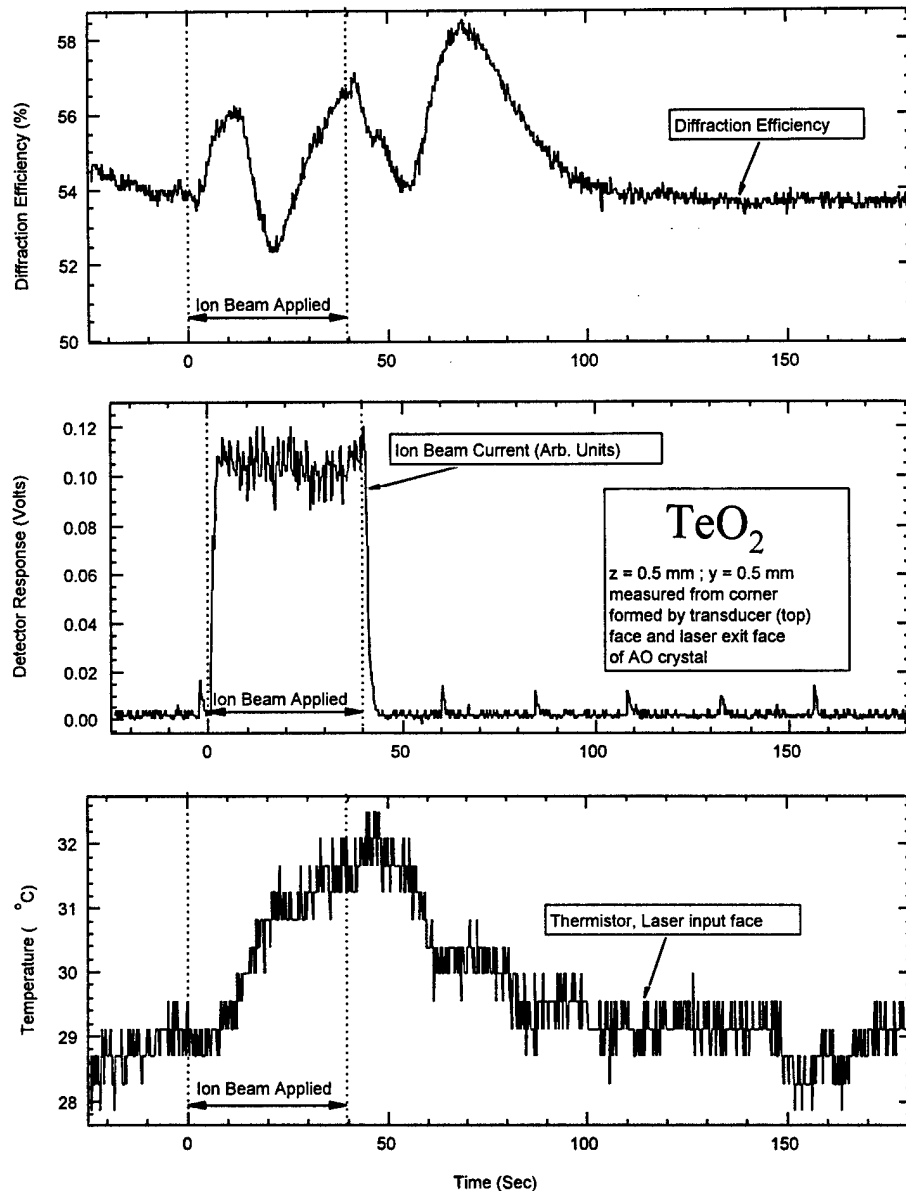 58
56
54
52
50
Diffraction Efficiency (%)
Diffraction Efficiency
Ion Beam Applied
0
50
100
150
0.12
0.10
0.08
0.06
0.04
0.02
0.00
Detector Response (Volts)
Ion Beam Current (Arb. Units)
TeO2
z = 0.5 mm ; y = 0.5 mm
measured from corner
formed by transducer (top)
face and laser exit face
of AO crystal
Ion Beam Applied
0
50
100
150
32
31
30
29
28
Temperature ( °C)
Thermistor, Laser input face
Ion Beam Applied
0
50
100
150
Time (Sec)